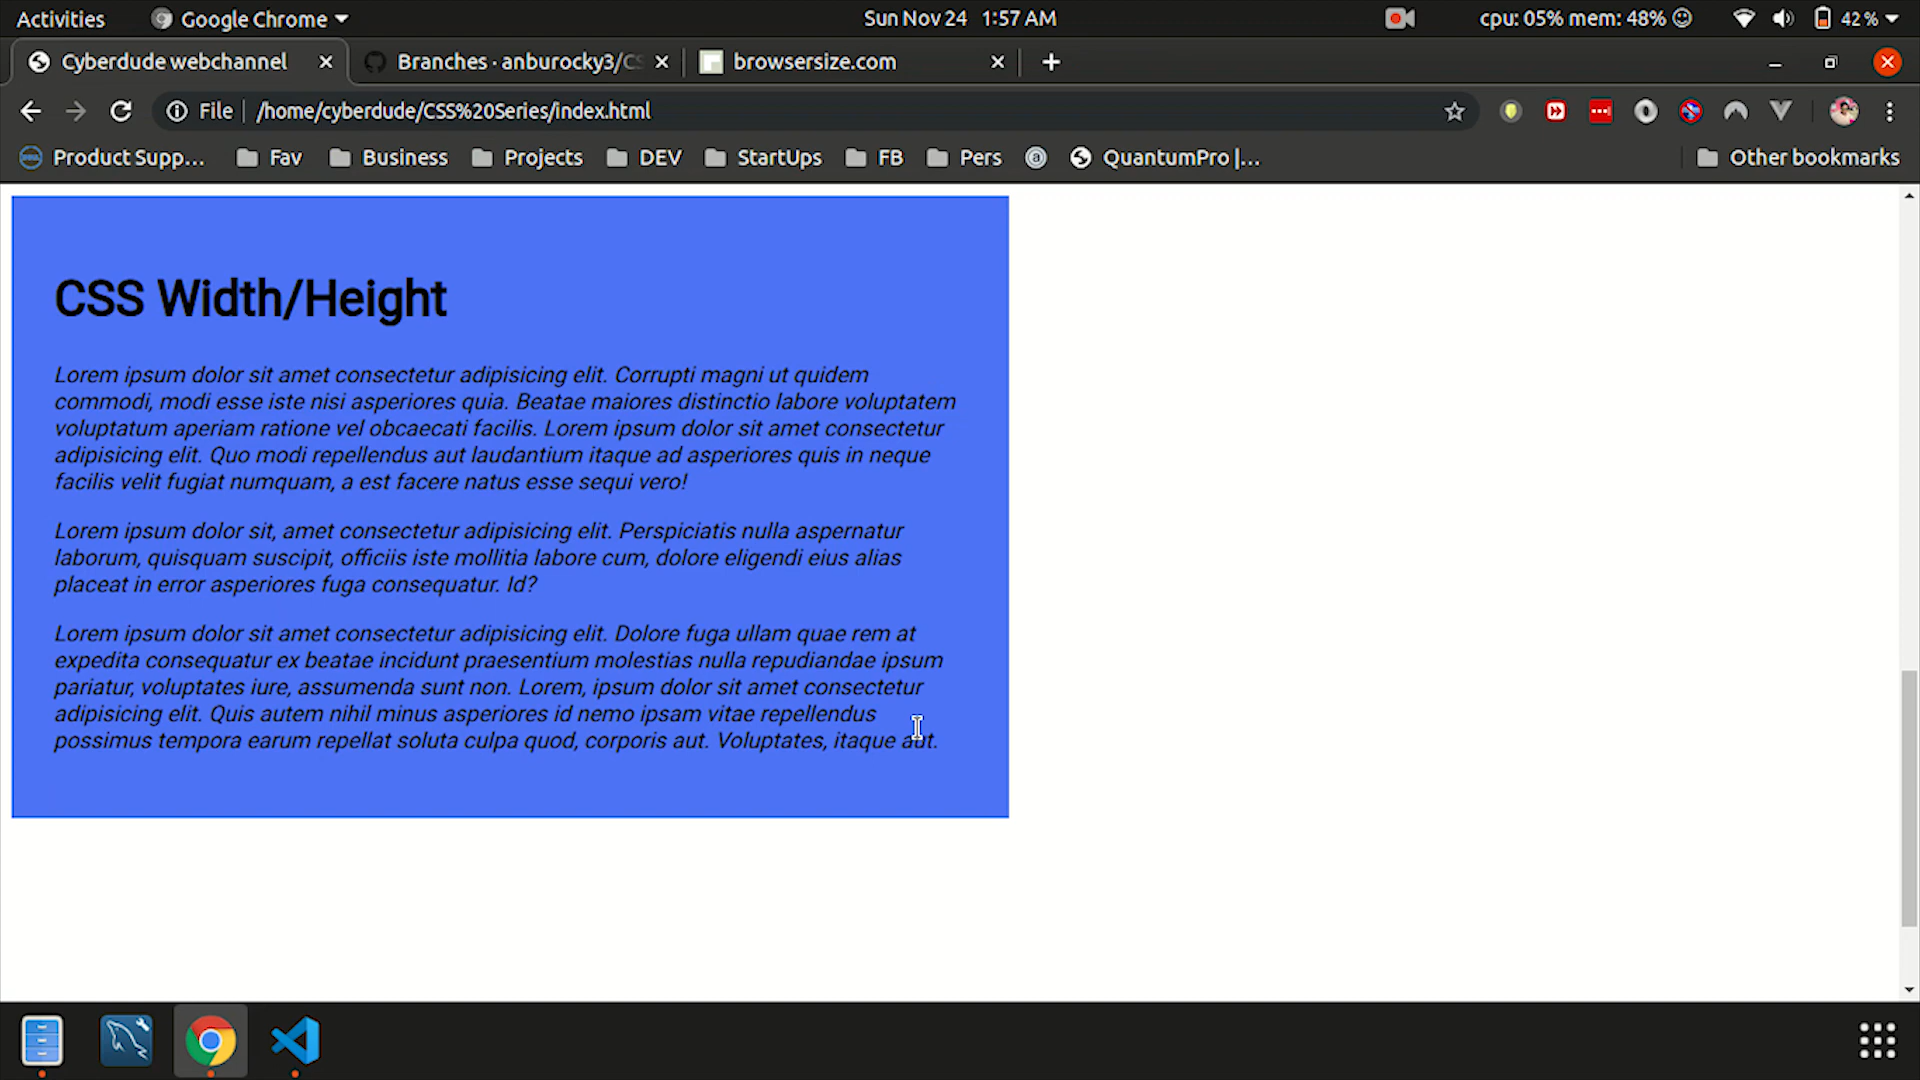 Activities
Google Chrome
Sun Nov 24 1:57 AM
cpu: 05% mem: 48%
42 %
Cyberdude webchannel
Branches · anburocky3/CS
browsersize.com
File
/home/cyberdude/CSS%20Series/index.html
Product Supp...
Fav
Business
Projects
DEV
StartUps
FB
Pers
QuantumPro |...
Other bookmarks
CSS Width/Height
Lorem ipsum dolor sit amet consectetur adipisicing elit. Corrupti magni ut quidem
commodi, modi esse iste nisi asperiores quia. Beatae maiores distinctio labore voluptatem
voluptatum aperiam ratione vel obcaecati facilis. Lorem ipsum dolor sit amet consectetur
adipisicing elit. Quo modi repellendus aut laudantium itaque ad asperiores quis in neque
facilis velit fugiat numquam, a est facere natus esse sequi vero!
Lorem ipsum dolor sit, amet consectetur adipisicing elit. Perspiciatis nulla aspernatur
laborum, quisquam suscipit, officiis iste mollitia labore cum, dolore eligendi eius alias
placeat in error asperiores fuga consequatur. Id?
Lorem ipsum dolor sit amet consectetur adipisicing elit. Dolore fuga ullam quae rem at
expedita consequatur ex beatae incidunt praesentium molestias nulla repudiandae ipsum
pariatur, voluptates iure, assumenda sunt non. Lorem, ipsum dolor sit amet consectetur
adipisicing elit. Quis autem nihil minus asperiores id nemo ipsam vitae repellendus
possimus tempora earum repellat soluta culpa quod, corporis aut. Voluptates, itaque aut.